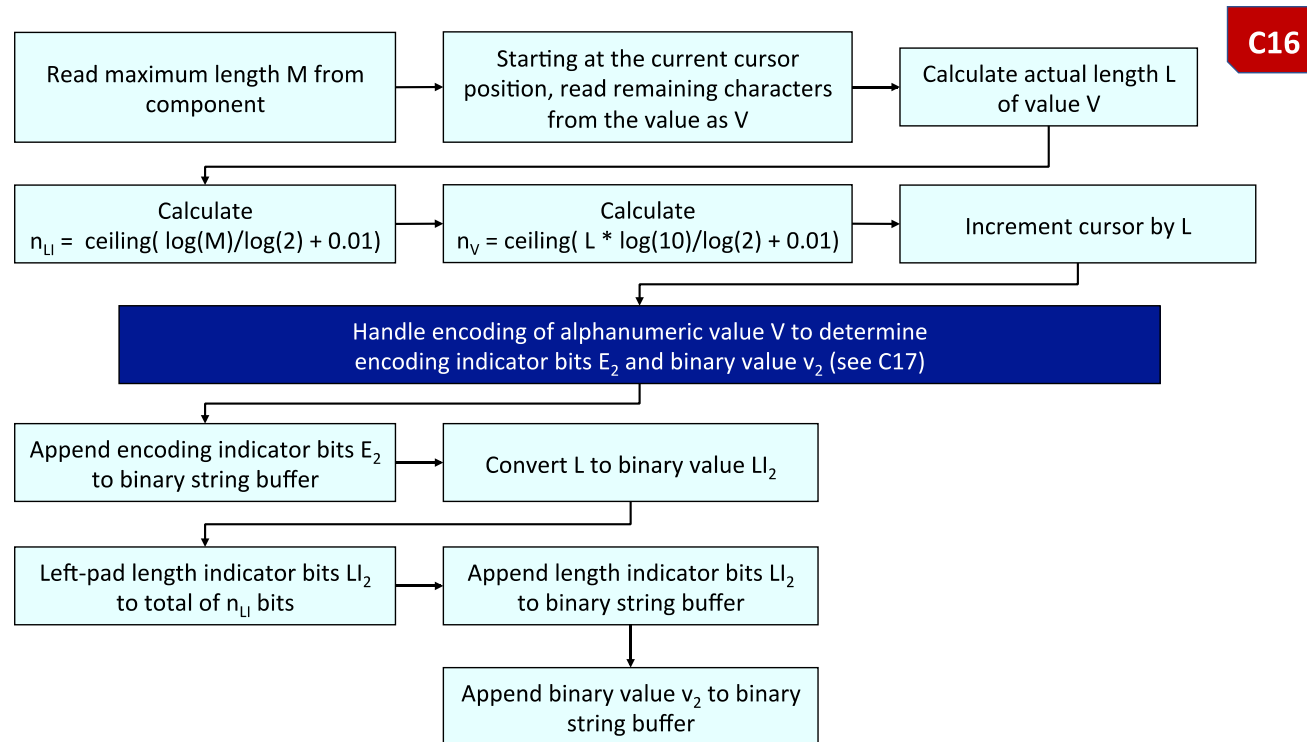 C16
Read maximum length M from
component
Starting at the current cursor
position, read remaining characters
from the value as V
Calculate actual length L
of value V
Calculate
n_LI = ceiling( log(M)/log(2) + 0.01)
Calculate
n_V = ceiling( L * log(10)/log(2) + 0.01)
Increment cursor by L
Handle encoding of alphanumeric value V to determine
encoding indicator bits E₂ and binary value v₂ (see C17)
Append encoding indicator bits E₂
to binary string buffer
Convert L to binary value LI₂
Left-pad length indicator bits LI₂
to total of n_LI bits
Append length indicator bits LI₂
to binary string buffer
Append binary value v₂ to binary
string buffer